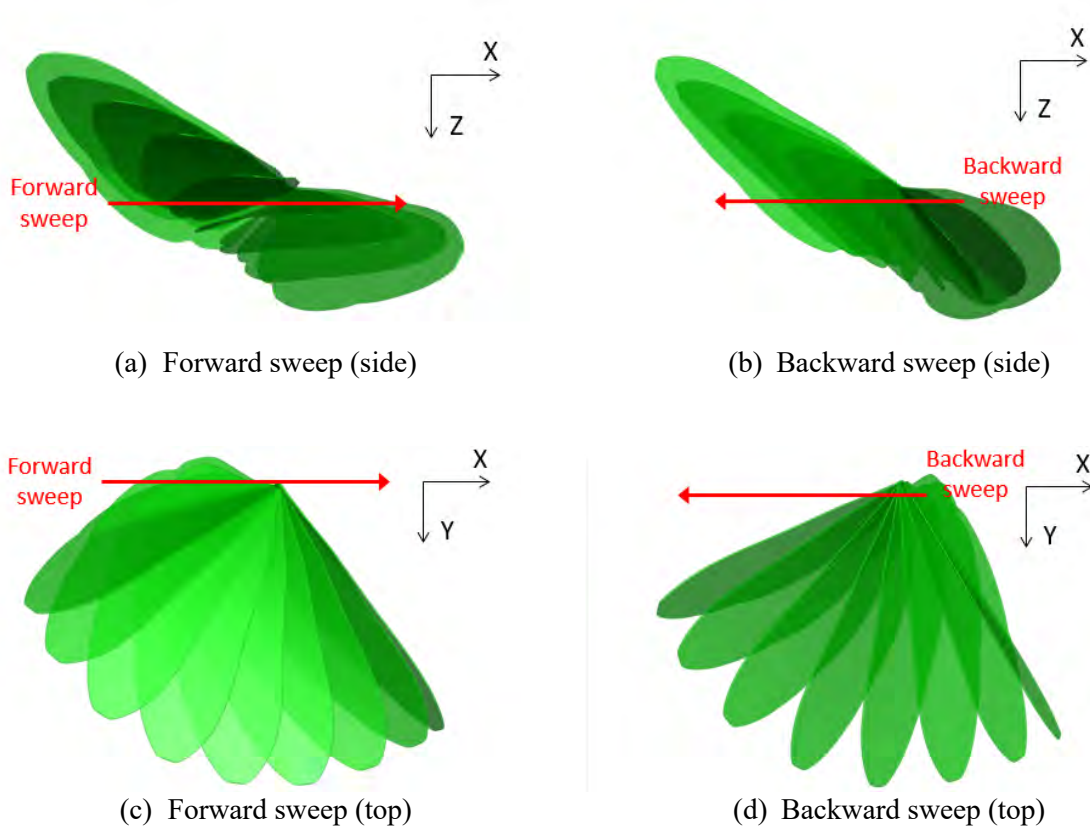 X
Z
Forward
sweep
X
Z
Backward
sweep
(a) Forward sweep (side)
(b) Backward sweep (side)
Forward
sweep
X
Y
Backward
sweep
X
Y
(c) Forward sweep (top)
(d) Backward sweep (top)